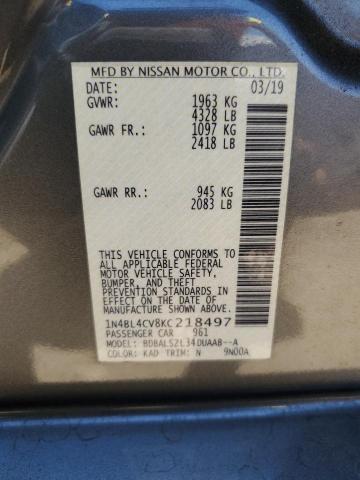 MFD BY NISSAN MOTOR CO., LTD.
DATE: 03/19
GVWR: 1963 KG
4328 LB
GAWR FR.: 1097 KG
2418 LB
GAWR RR.: 945 KG
2083 LB
THIS VEHICLE CONFORMS TO
ALL APPLICABLE FEDERAL
MOTOR VEHICLE SAFETY,
BUMPER, AND THEFT
PREVENTION STANDARDS IN
EFFECT ON THE DATE OF
MANUFACTURE SHOWN ABOVE.
1N4BL4CV8KC218497
PASSENGER CAR 961
MODEL: BDBALSZL34DUAAB--A
COLOR: KAD TRIM: N 9N00A